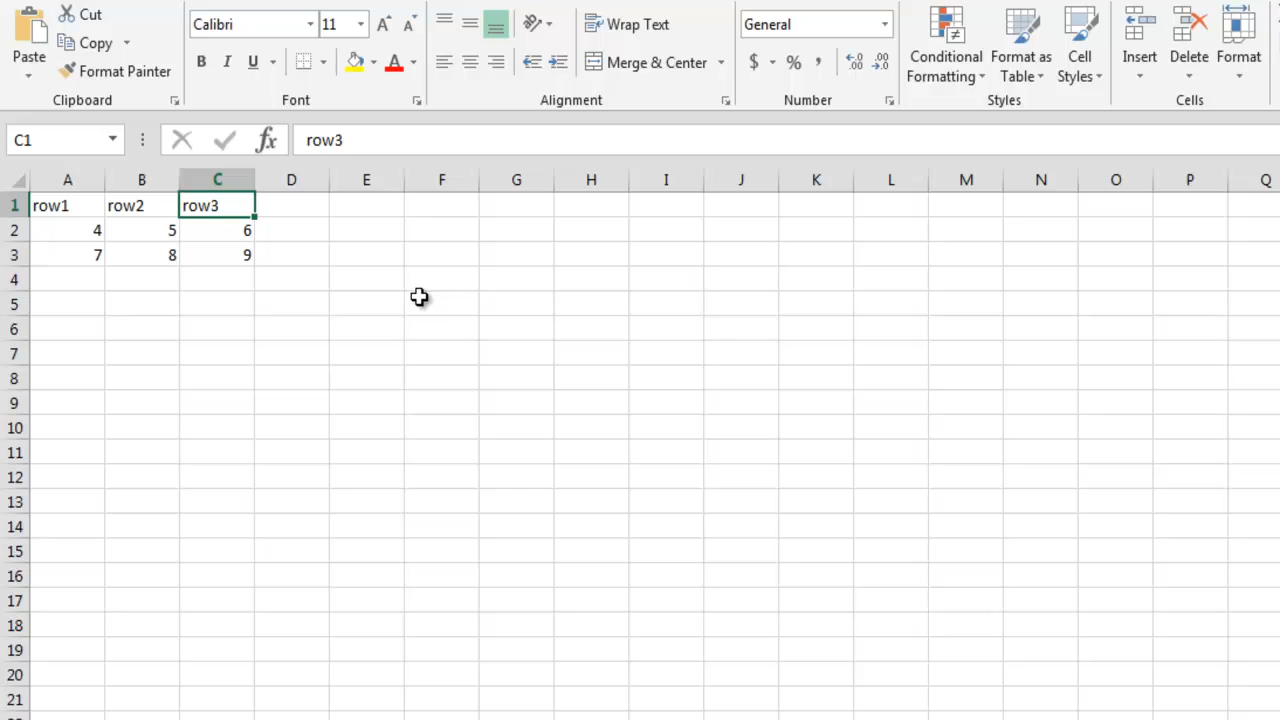 Cut
Copy
Format Painter
Paste
Clipboard
Calibri 11 A A
B I U A
Font
Wrap Text
Merge & Center
Alignment
General
$ % , .00 .00
Number
Conditional Formatting
Format as Table
Cell Styles
Styles
Insert Delete Format
Cells
C1 fx row3
A B C D E F G H I J K L M N O P Q
1 row1 row2 row3
2 4 5 6
3 7 8 9
4
5
6
7
8
9
10
11
12
13
14
15
16
17
18
19
20
21